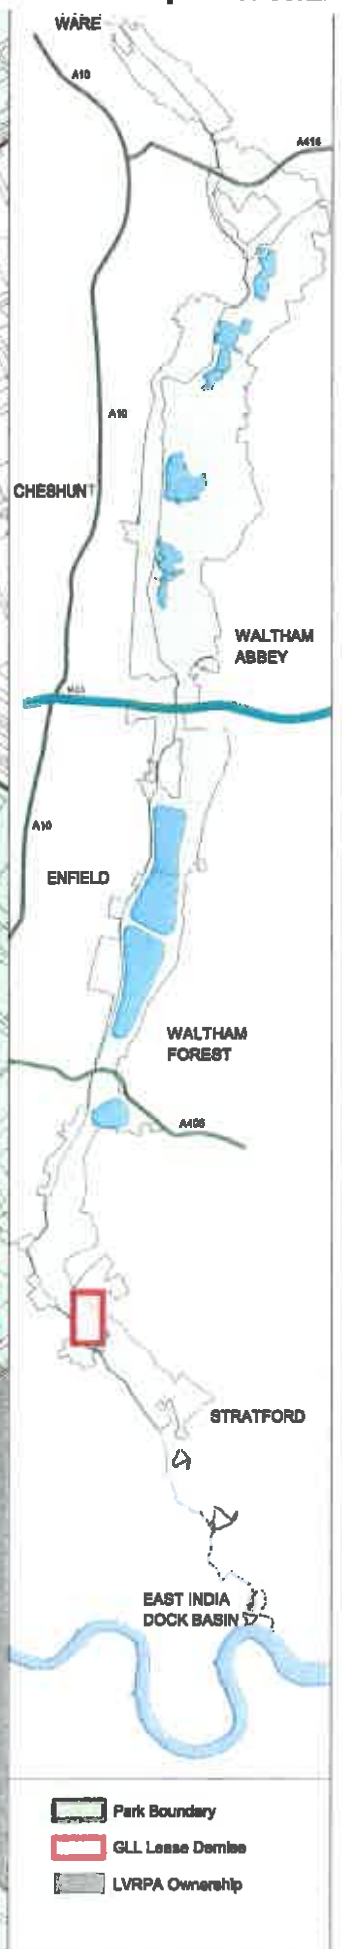 WARE
A10
A414
A10
CHESHUNT
WALTHAM
ABBEY
M25
A10
ENFIELD
WALTHAM
FOREST
A406
STRATFORD
EAST INDIA
DOCK BASIN
Park Boundary
GLL Lease Demise
LVRPA Ownership